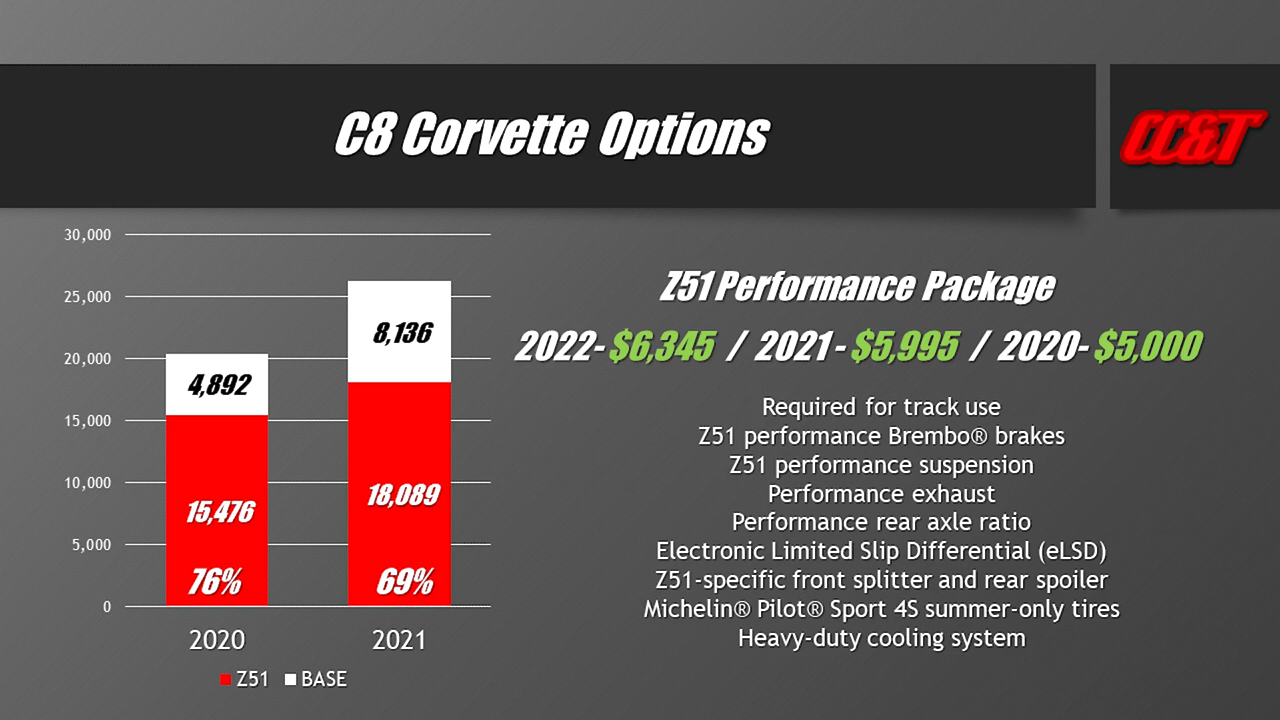 C8 Corvette Options
CC&T
30,000
25,000
20,000
15,000
10,000
5,000
0
4,892
15,476
76%
8,136
18,089
69%
2020
2021
Z51
BASE
Z51 Performance Package
2022- $6,345 / 2021- $5,995 / 2020- $5,000
Required for track use
Z51 performance Brembo® brakes
Z51 performance suspension
Performance exhaust
Performance rear axle ratio
Electronic Limited Slip Differential (eLSD)
Z51-specific front splitter and rear spoiler
Michelin® Pilot® Sport 4S summer-only tires
Heavy-duty cooling system